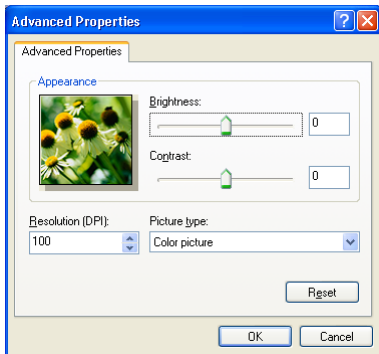 Advanced Properties
Advanced Properties
Appearance
Brightness:
0
Contrast:
0
Resolution (DPI):
100
Picture type:
Color picture
Reset
OK
Cancel